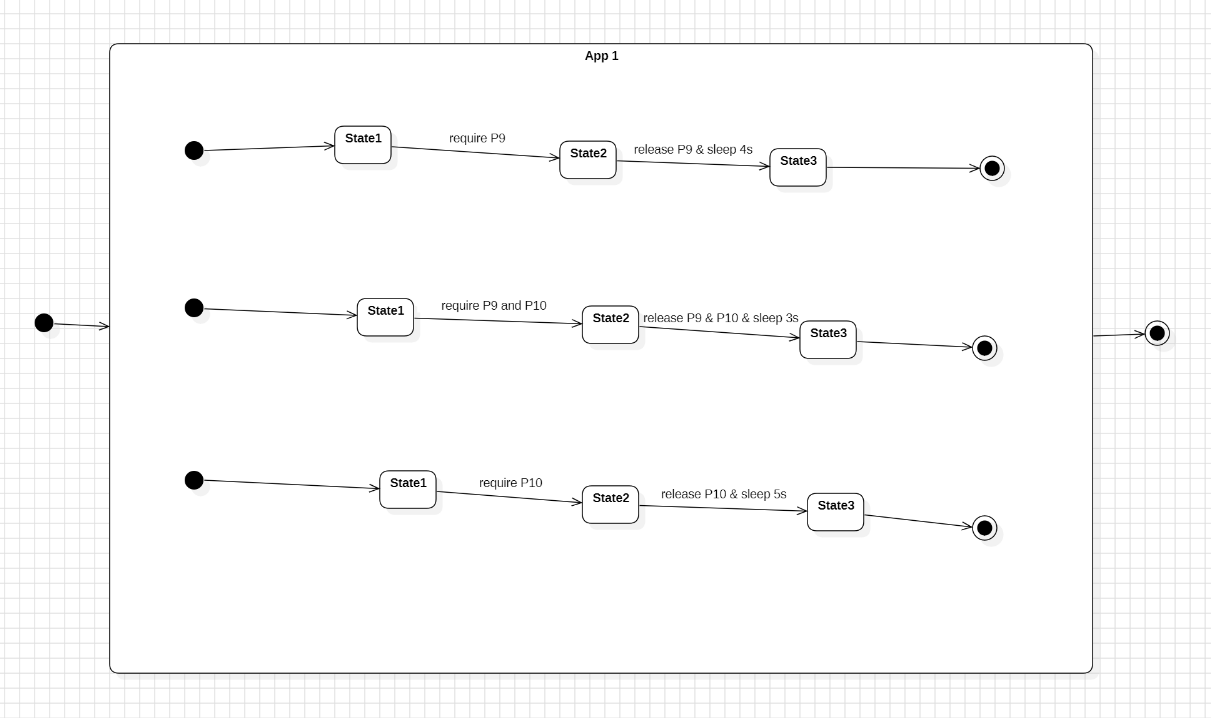 App 1
State1
require P9
State2
release P9 & sleep 4s
State3
State1
require P9 and P10
State2
release P9 & P10 & sleep 3s
State3
State1
require P10
State2
release P10 & sleep 5s
State3